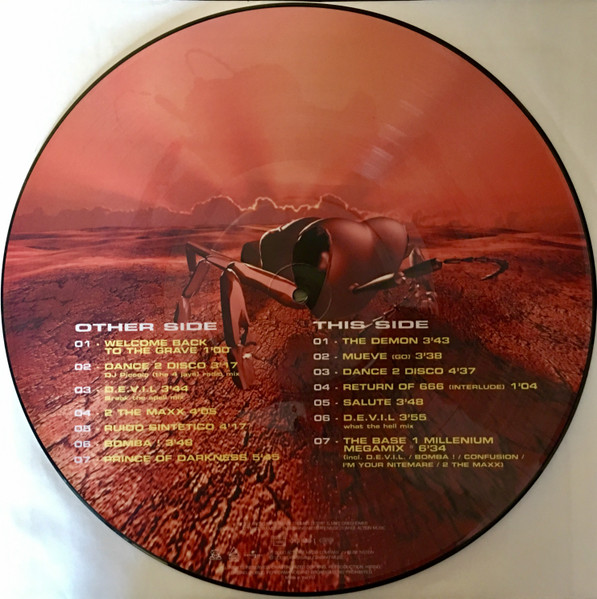 OTHER SIDE
01 - WELCOME BACK
TO THE GRAVE 1'00
02 - DANCE 2 DISCO 3'17
DJ Piccolo (the 4 jays) radio mix
03 - D.E.V.I.L 3'44
Break the spell mix
04 - 2 THE MAXX 4'05
05 - RUIDO SINTETICO 4'17
06 - BOMBA ! 3'49
07 - PRINCE OF DARKNESS 5'45
THIS SIDE
01 - THE DEMON 3'43
02 - MUEVE (GO) 3'38
03 - DANCE 2 DISCO 4'37
04 - RETURN OF 666 (INTERLUDE) 1'04
05 - SALUTE 3'48
06 - D.E.V.I.L 3'55
what the hell mix
07 - THE BASE 1 MILLENIUM
MEGAMIX 6'34
(incl. D.E.V.I.L. / BOMBA ! / CONFUSION /
I'M YOUR NITEMARE / 2 THE MAXX)